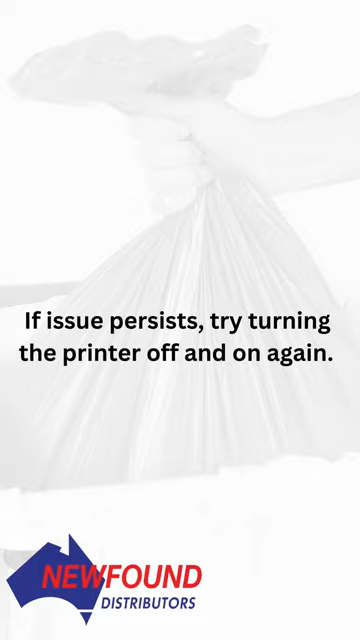 If issue persists, try turning
the printer off and on again.
NEWFOUND
DISTRIBUTORS